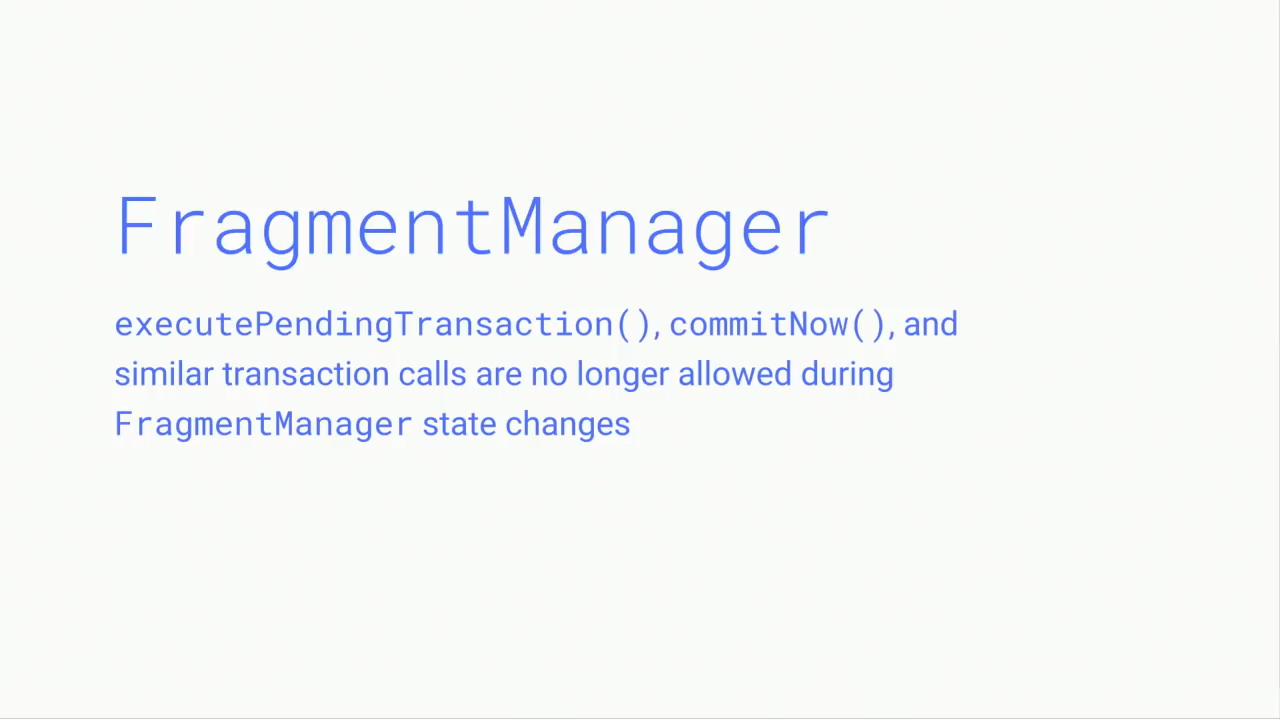 FragmentManager
executePendingTransaction(), commitNow(), and
similar transaction calls are no longer allowed during
FragmentManager state changes